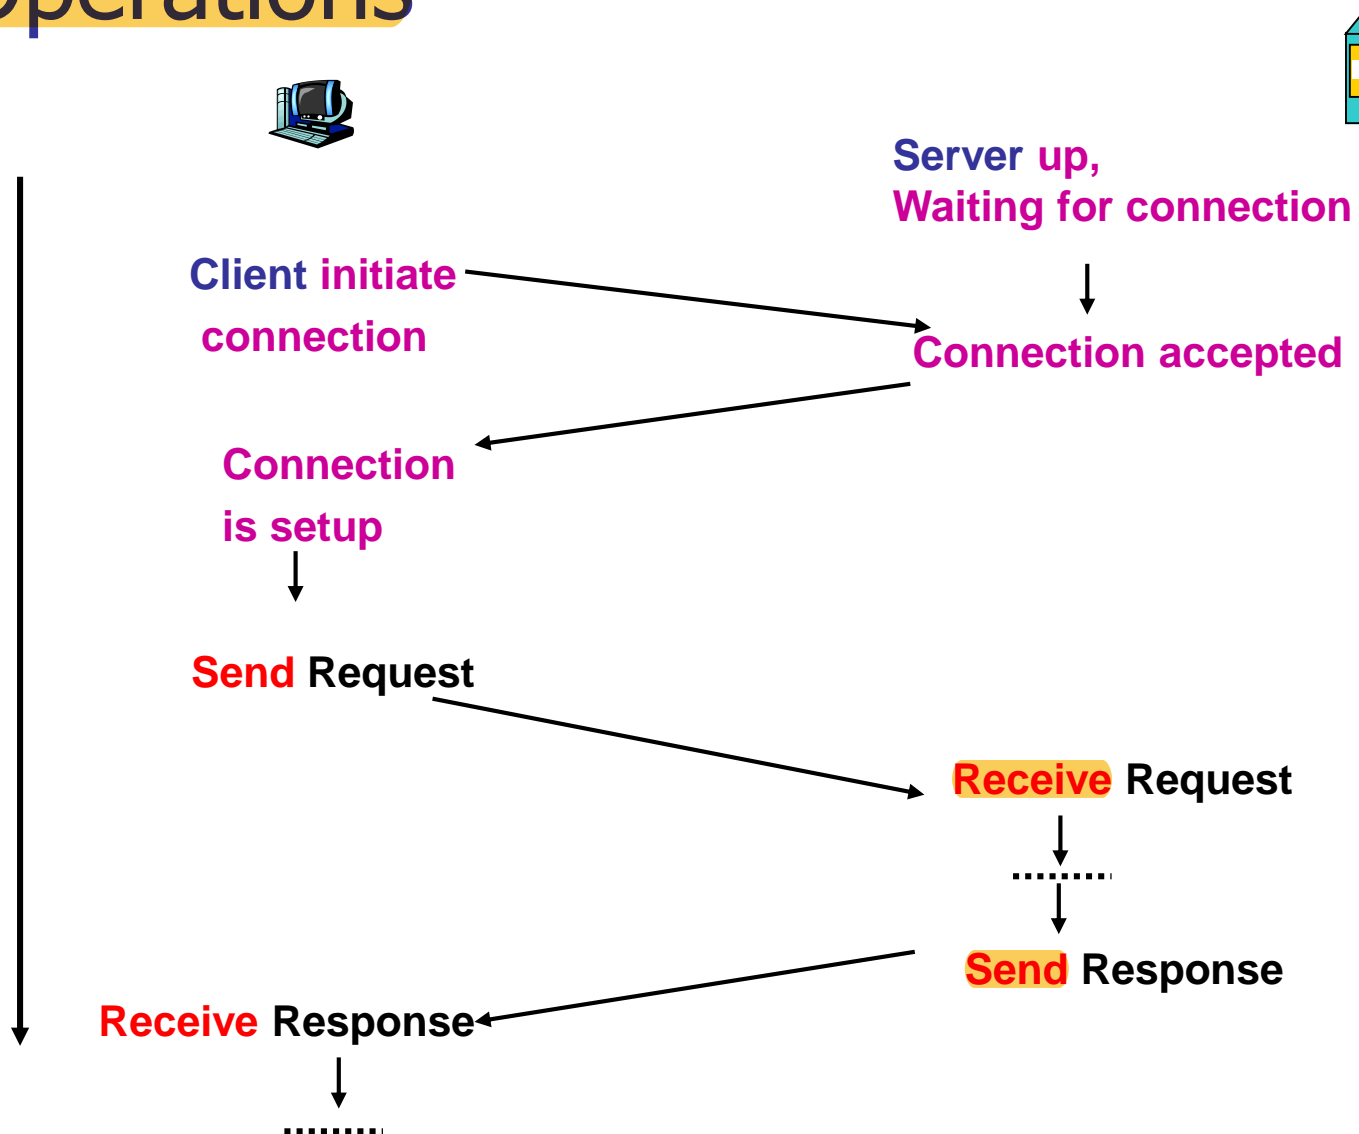 Operations
Server up,
Waiting for connection
Client initiate
connection
Connection accepted
Connection
is setup
Send Request
Receive Request
Send Response
Receive Response